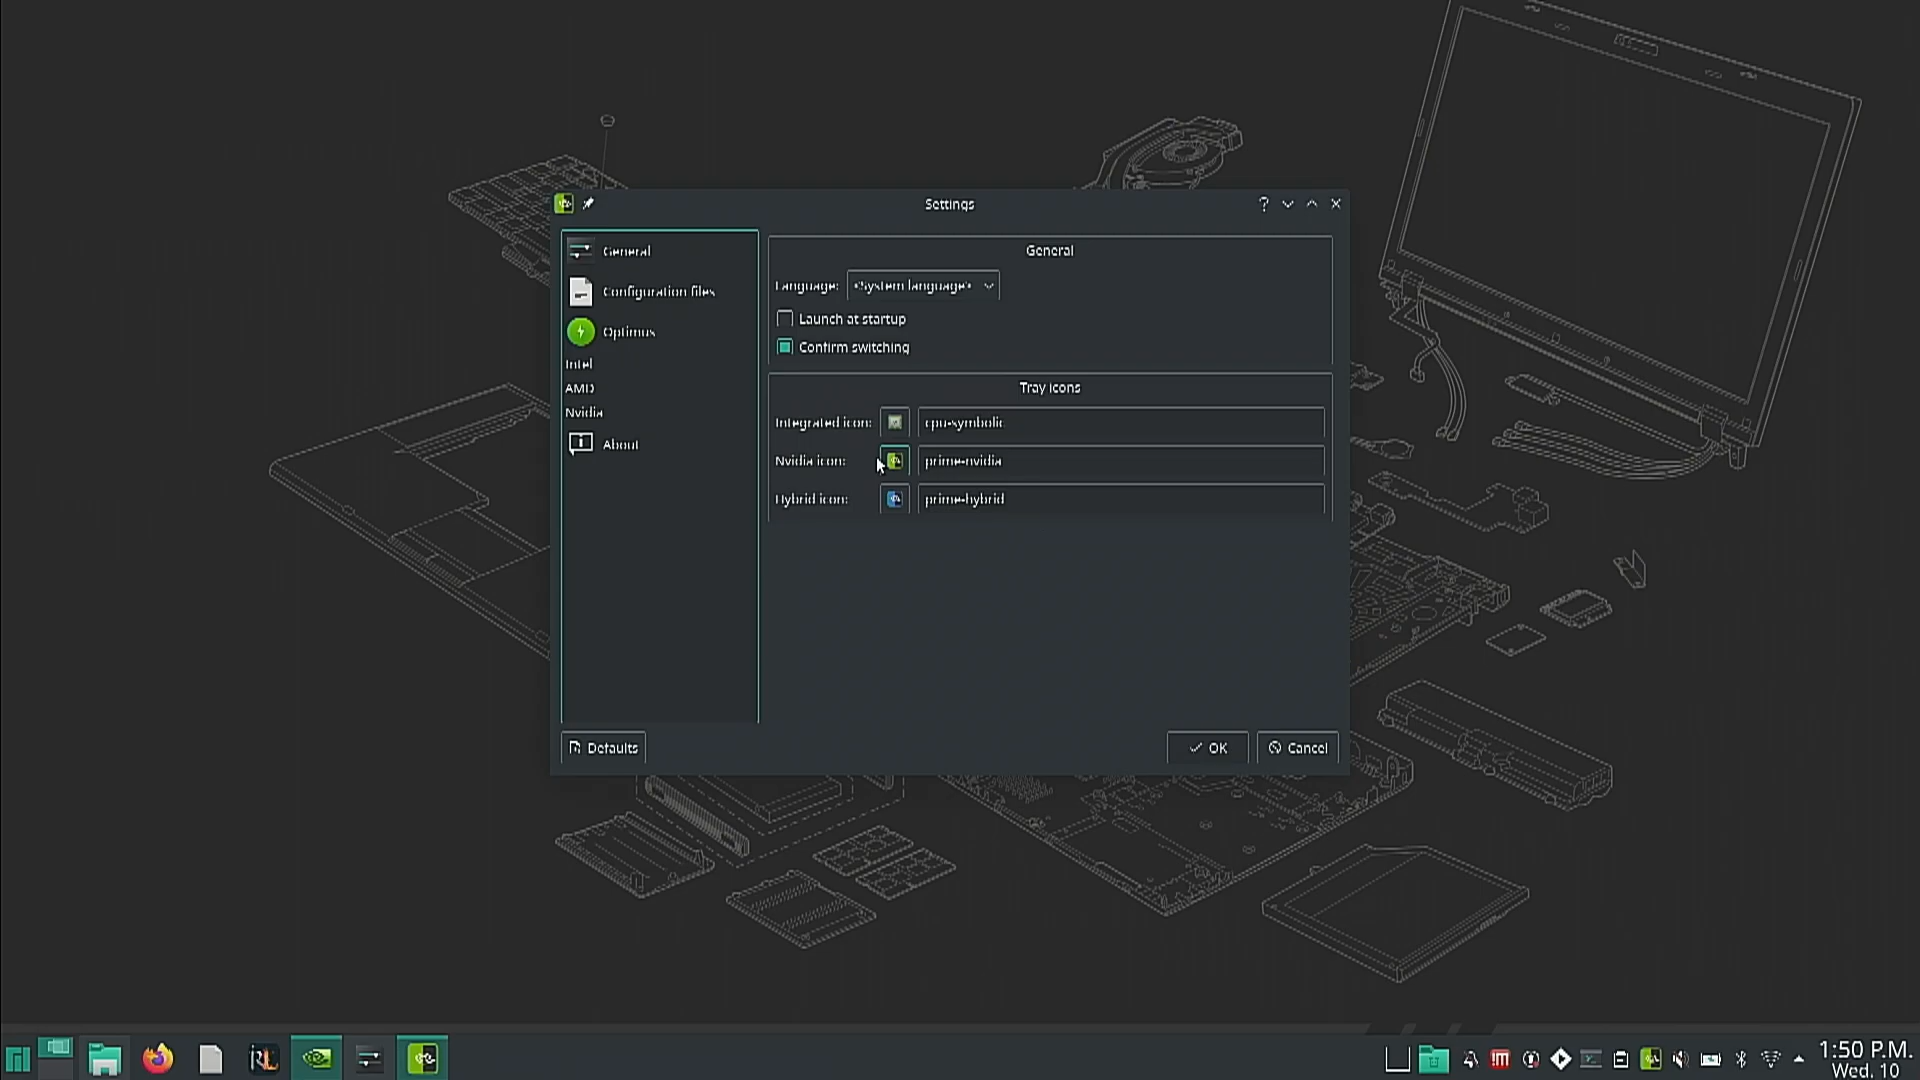 Settings
General
Configuration files
Optimus
Intel
AMD
Nvidia
About
General
Language: <System language>
Launch at startup
Confirm switching
Tray icons
Integrated icon: cpu-symbolic
Nvidia icon: prime-nvidia
Hybrid icon: prime-hybrid
Defaults
OK
Cancel
1:50 P.M.
Wed. 10